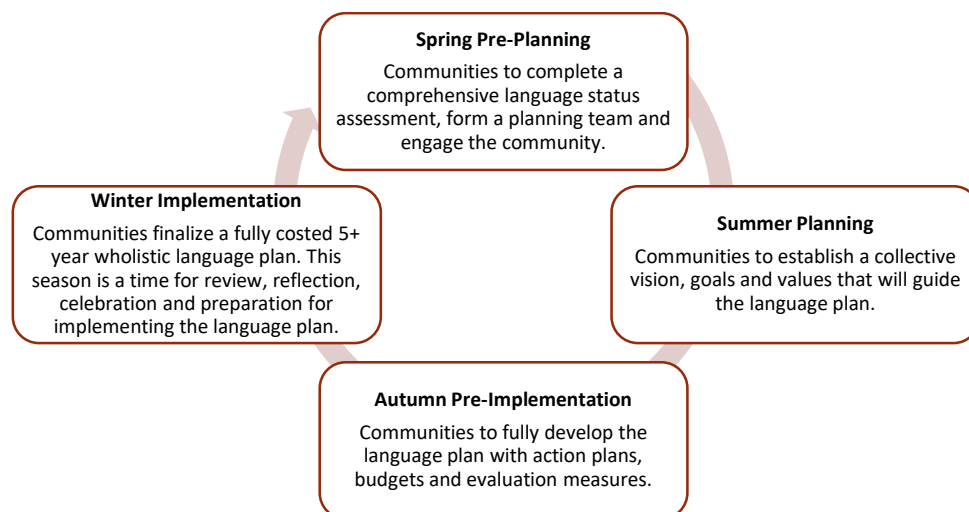 Spring Pre-Planning
Communities to complete a
comprehensive language status
assessment, form a planning team and
engage the community.
Summer Planning
Communities to establish a collective
vision, goals and values that will guide
the language plan.
Autumn Pre-Implementation
Communities to fully develop the
language plan with action plans,
budgets and evaluation measures.
Winter Implementation
Communities finalize a fully costed 5+
year wholistic language plan. This
season is a time for review, reflection,
celebration and preparation for
implementing the language plan.